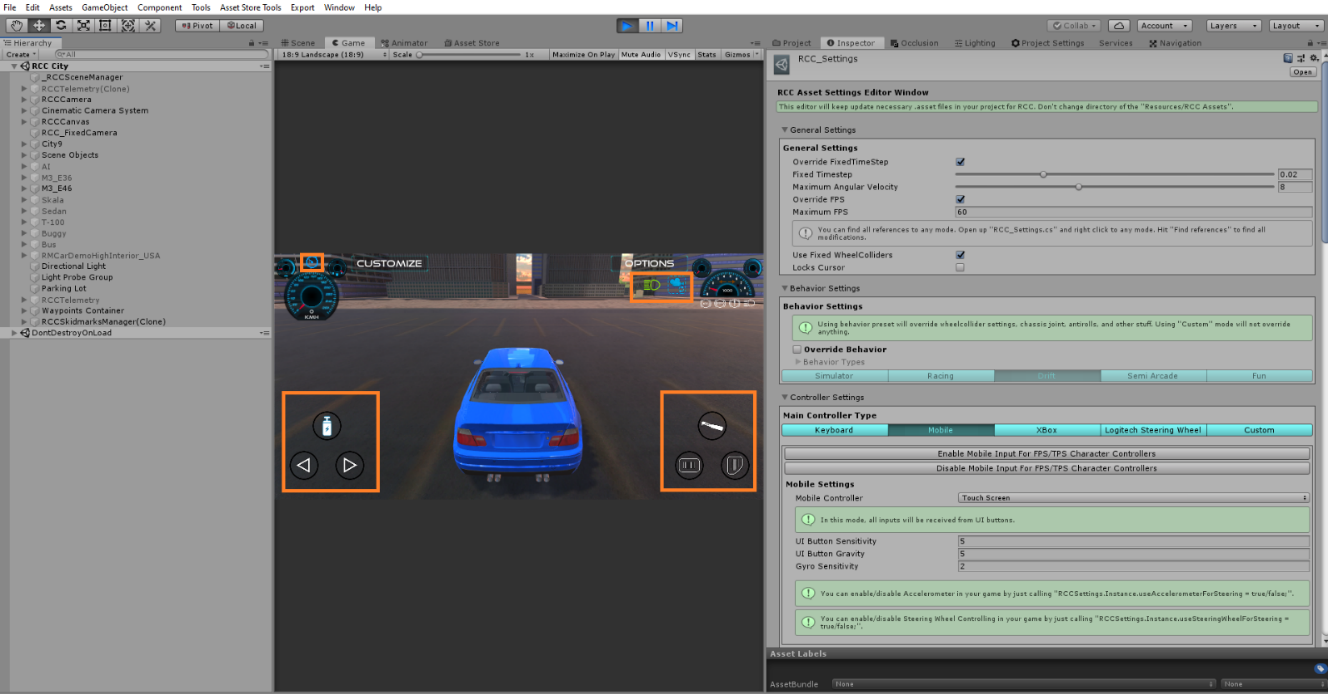 File Edit Assets GameObject Component Tools Asset Store Tools Export Window Help
Pivot Local Collab Account Layers Layout
Hierarchy
Create All
RCC City
_RCCSceneManager
RCCTelemetry(Clone)
RCCCamera
Cinematic Camera System
RCCCanvas
RCC_FixedCamera
City9
Scene Objects
AI
M3_E36
M3_E46
Skala
Sedan
T-100
Buggy
Bus
RMCarDemoHighInterior_USA
Directional Light
Light Probe Group
Parking Lot
RCCTelemetry
Waypoints Container
RCCSkidmarksManager(Clone)
DontDestroyOnLoad
Scene Game Animator Asset Store
18:9 Landscape (18:9) Scale 1x Maximize On Play Mute Audio VSync Stats Gizmos
CUSTOMIZE OPTIONS
0
KM/H
Project Inspector Occlusion Lighting Project Settings Services Navigation
RCC_Settings
Open
RCC Asset Settings Editor Window
This editor will keep update necessary .asset files in your project for RCC. Don't change directory of the "Resources/RCC Assets".
General Settings
General Settings
Override FixedTimeStep
Fixed Timestep 0.02
Maximum Angular Velocity 8
Override FPS
Maximum FPS 60
You can find all references to any mode. Open up "RCC_Settings.cs" and right click to any mode. Hit "Find references" to find all
modifications.
Use Fixed WheelColliders
Locks Cursor
Behavior Settings
Behavior Settings
Using behavior preset will override wheelcollider settings, chassis joint, antirolls, and other stuff. Using "Custom" mode will not override
anything.
Override Behavior
Behavior Types
Simulator Racing Drift Semi Arcade Fun
Controller Settings
Main Controller Type
Keyboard Mobile XBox Logitech Steering Wheel Custom
Enable Mobile Input For FPS/TPS Character Controllers
Disable Mobile Input For FPS/TPS Character Controllers
Mobile Settings
Mobile Controller Touch Screen
In this mode, all inputs will be received from UI buttons.
UI Button Sensitivity 5
UI Button Gravity 5
Gyro Sensitivity 2
You can enable/disable Accelerometer in your game by just calling "RCCSettings.Instance.useAccelerometerForSteering = true/false;".
You can enable/disable Steering Wheel Controlling in your game by just calling "RCCSettings.Instance.useSteeringWheelForSteering =
true/false;".
Asset Labels
AssetBundle None None